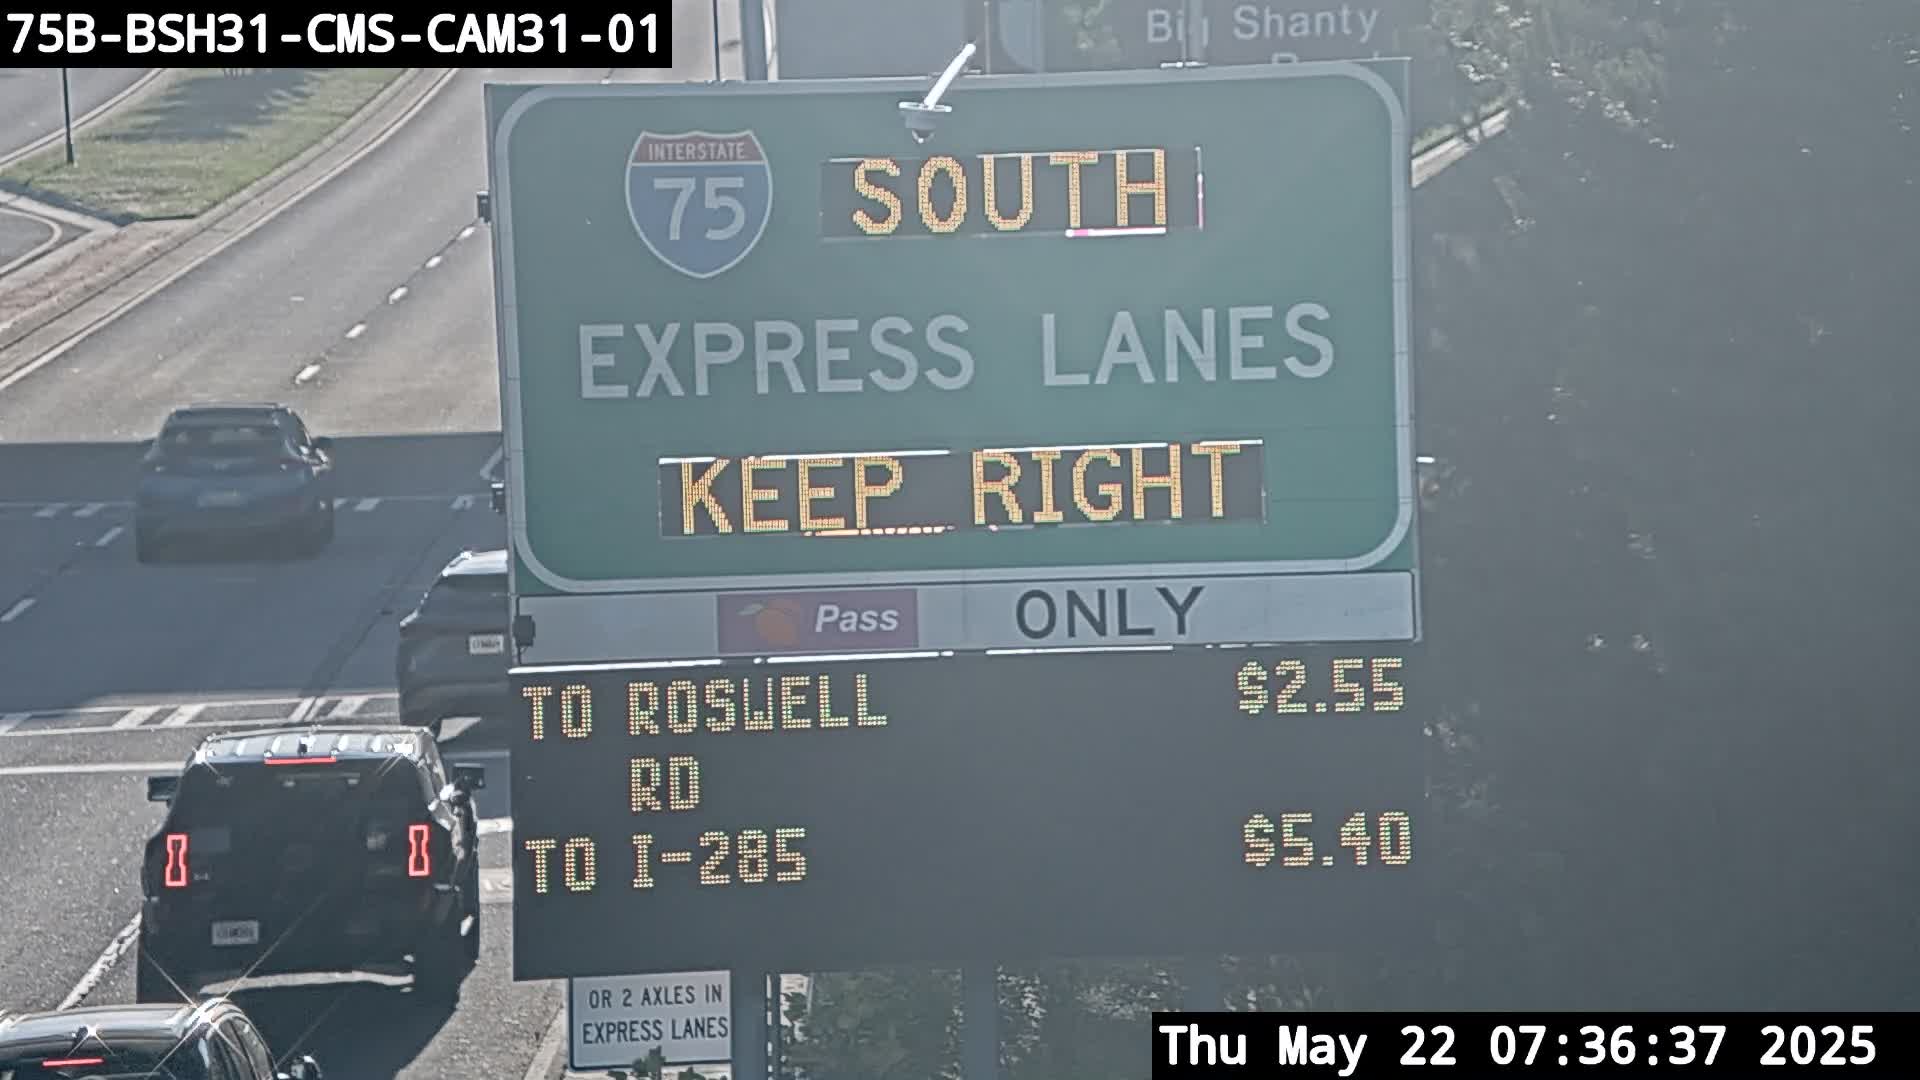 75B-BSH31-CMS-CAM31-01
Big Shanty
INTERSTATE
75
SOUTH
EXPRESS LANES
KEEP RIGHT
Pass ONLY
TO ROSWELL $2.55
RD
TO I-285 $5.40
OR 2 AXLES IN
EXPRESS LANES
Thu May 22 07:36:37 2025